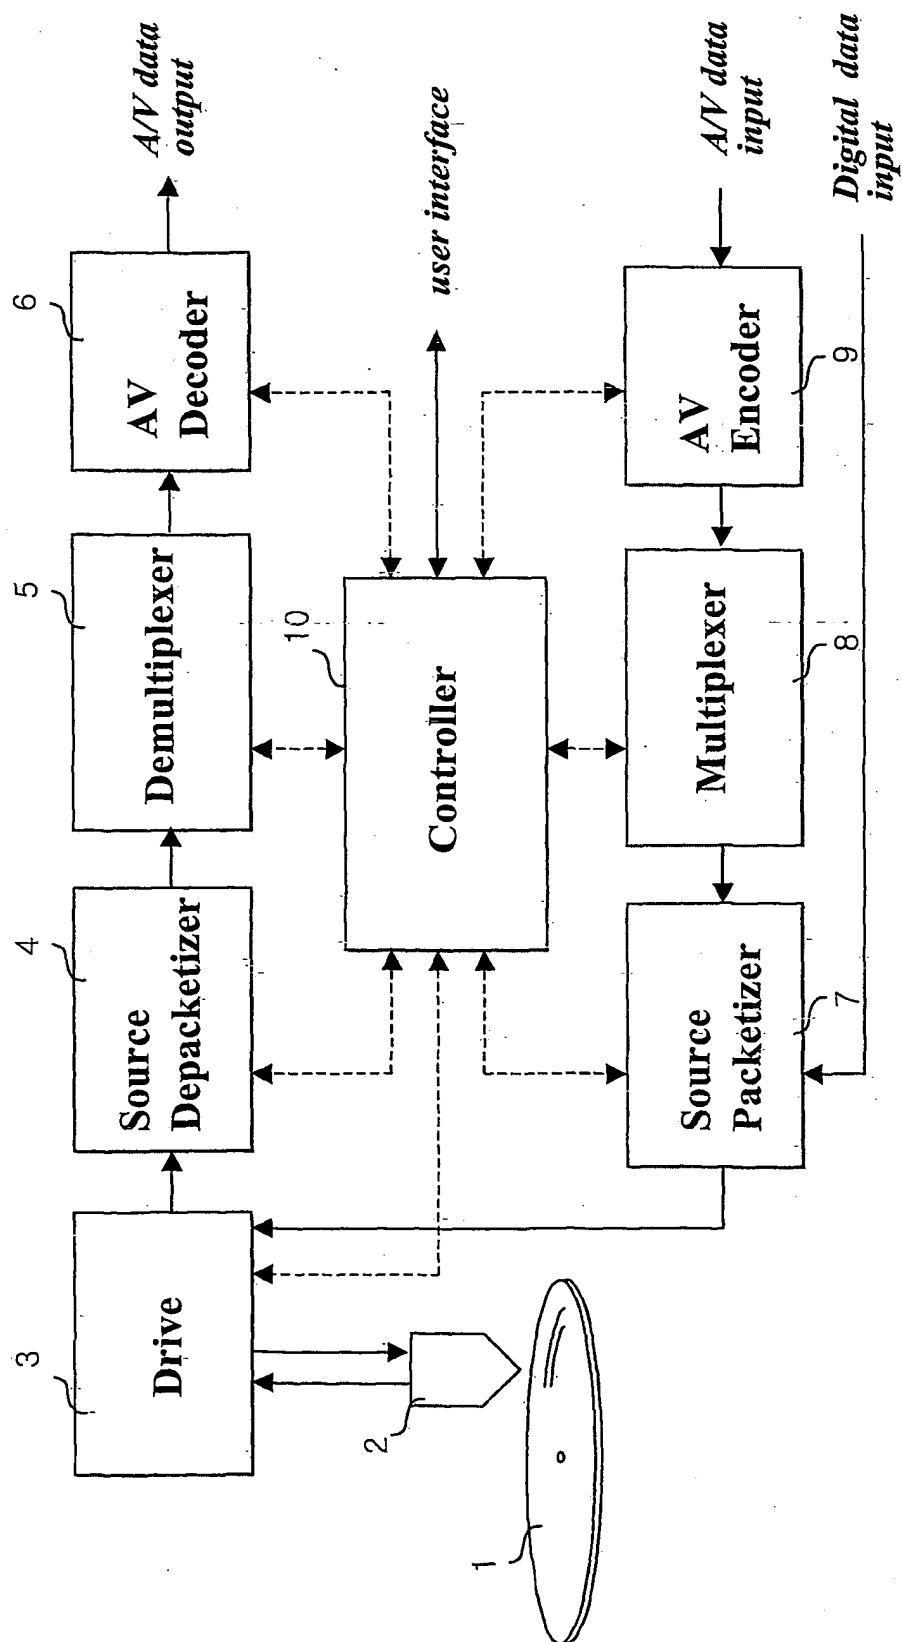 3
Drive
4
Source
Depacketizer
5
Demultiplexer
6
AV
Decoder
A/V data
output
2
1
10
Controller
user interface
Source
Packetizer
7
Multiplexer
8
AV
Encoder
9
A/V data
input
Digital data
input